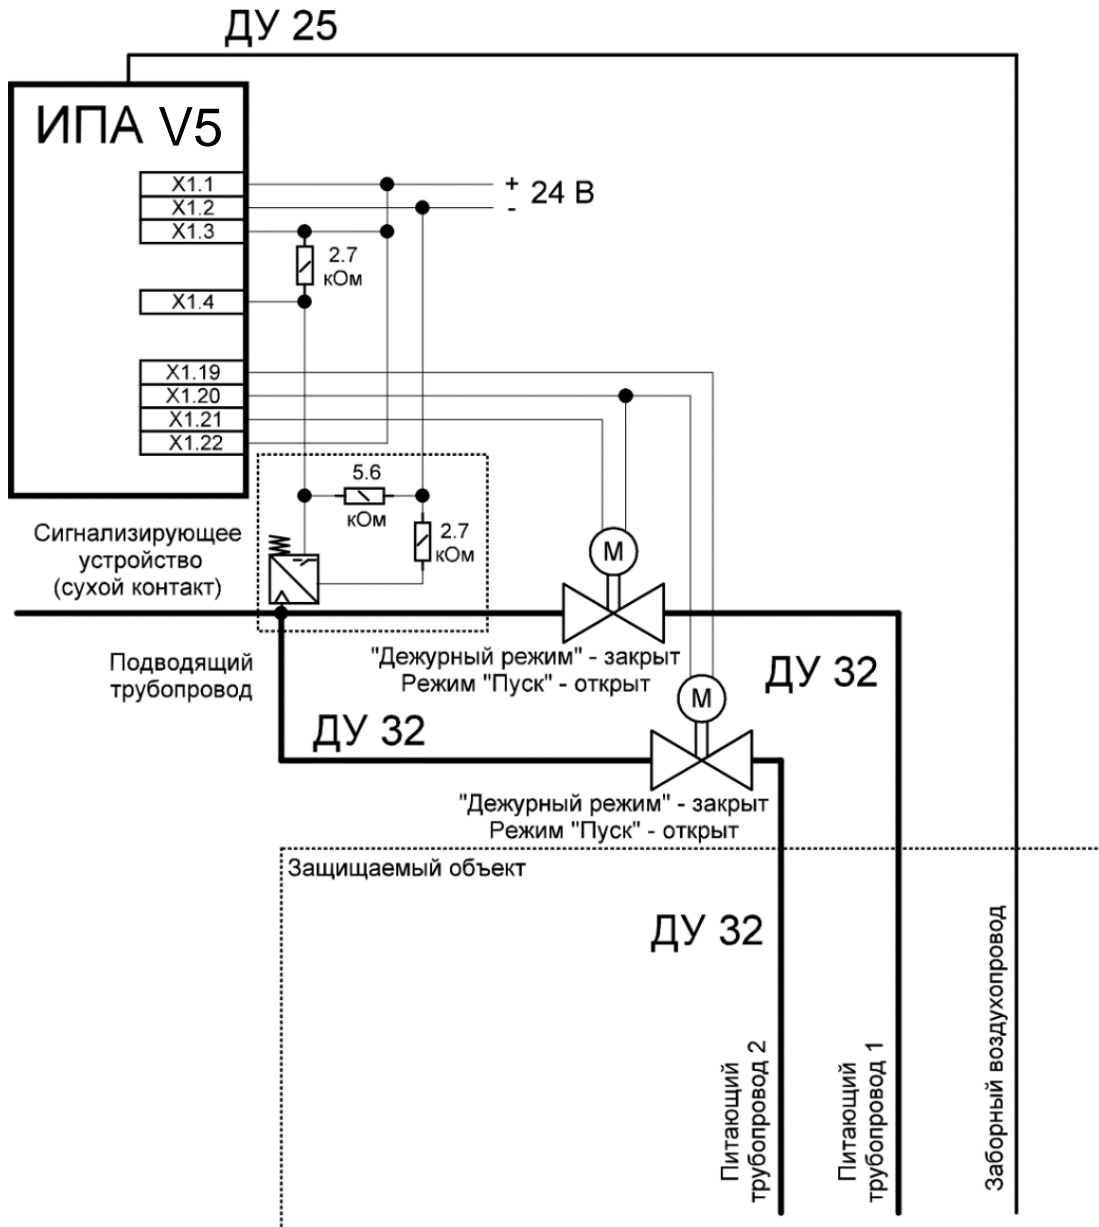 ДУ 25
ИПА V5
X1.1
X1.2
X1.3
X1.4
X1.19
X1.20
X1.21
X1.22
+
-
24 В
2.7
кОм
5.6
кОм
2.7
кОм
Сигнализирующее
устройство
(сухой контакт)
M
Подводящий
трубопровод
"Дежурный режим" - закрыт
Режим "Пуск" - открыт
ДУ 32
M
ДУ 32
"Дежурный режим" - закрыт
Режим "Пуск" - открыт
Защищаемый объект
ДУ 32
Питающий
трубопровод 2
Питающий
трубопровод 1
Заборный воздухопровод